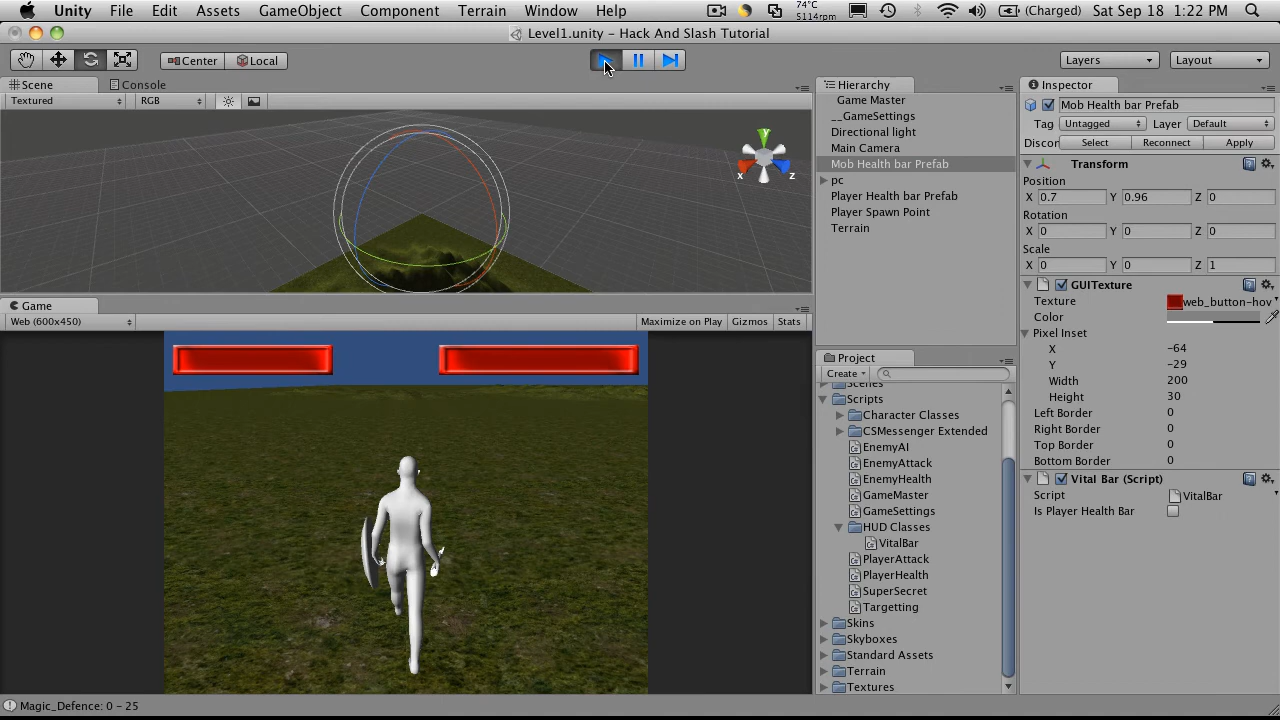 Unity File Edit Assets GameObject Component Terrain Window Help 74°C 5114rpm (Charged) Sat Sep 18 1:22 PM
Level1.unity – Hack And Slash Tutorial
Center Local Layers Layout
Scene Console
Textured RGB
y
x z
Game
Web (600x450) Maximize on Play Gizmos Stats
Hierarchy
Game Master
__GameSettings
Directional light
Main Camera
Mob Health bar Prefab
pc
Player Health bar Prefab
Player Spawn Point
Terrain
Project
Create
Scenes
Scripts
Character Classes
CSMessenger Extended
EnemyAI
EnemyAttack
EnemyHealth
GameMaster
GameSettings
HUD Classes
VitalBar
PlayerAttack
PlayerHealth
SuperSecret
Targetting
Skins
Skyboxes
Standard Assets
Terrain
Textures
Inspector
Mob Health bar Prefab
Tag Untagged Layer Default
Discon Select Reconnect Apply
Transform
Position
X 0.7 Y 0.96 Z 0
Rotation
X 0 Y 0 Z 0
Scale
X 0 Y 0 Z 1
GUITexture
Texture web_button-hov
Color
Pixel Inset
X -64
Y -29
Width 200
Height 30
Left Border 0
Right Border 0
Top Border 0
Bottom Border 0
Vital Bar (Script)
Script VitalBar
Is Player Health Bar
Magic_Defence: 0 - 25